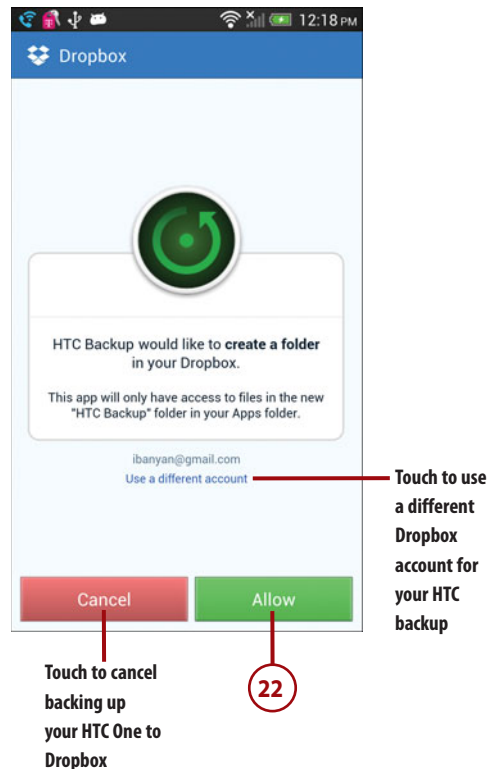 12:18 PM
Dropbox
HTC Backup would like to create a folder
in your Dropbox.
This app will only have access to files in the new
"HTC Backup" folder in your Apps folder.
ibanyan@gmail.com
Use a different account
Touch to use
a different
Dropbox
account for
your HTC
backup
Cancel
Allow
Touch to cancel
backing up
your HTC One to
Dropbox
22